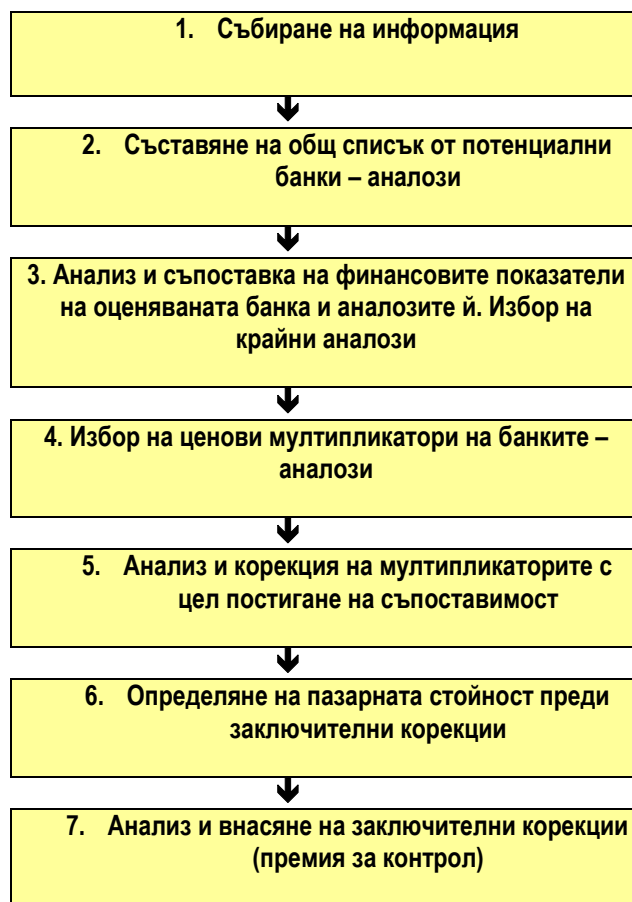 1. Събиране на информация
2. Съставяне на общ списък от потенциални
банки – аналози
3. Анализ и съпоставка на финансовите показатели
на оценяваната банка и аналозите й. Избор на
крайни аналози
4. Избор на ценови мултипликатори на банките –
аналози
5. Анализ и корекция на мултипликаторите с
цел постигане на съпоставимост
6. Определяне на пазарната стойност преди
заключителни корекции
7. Анализ и внасяне на заключителни корекции
(премия за контрол)